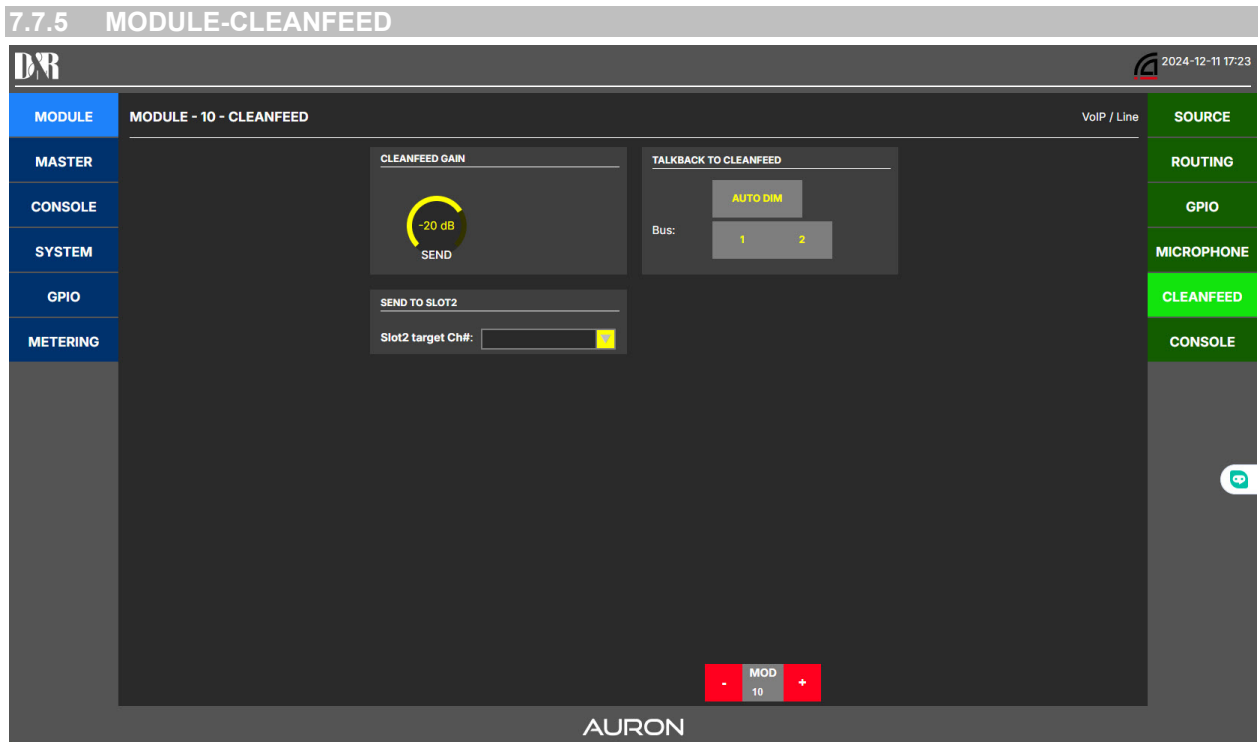 7.7.5 MODULE-CLEANFEED
D&R
2024-12-11 17:23
MODULE
MASTER
CONSOLE
SYSTEM
GPIO
METERING
MODULE - 10 - CLEANFEED
VoIP / Line
CLEANFEED GAIN
-20 dB
SEND
TALKBACK TO CLEANFEED
AUTO DIM
Bus:
1 2
SEND TO SLOT2
Slot2 target Ch#:
SOURCE
ROUTING
GPIO
MICROPHONE
CLEANFEED
CONSOLE
- MOD +
10
AURON